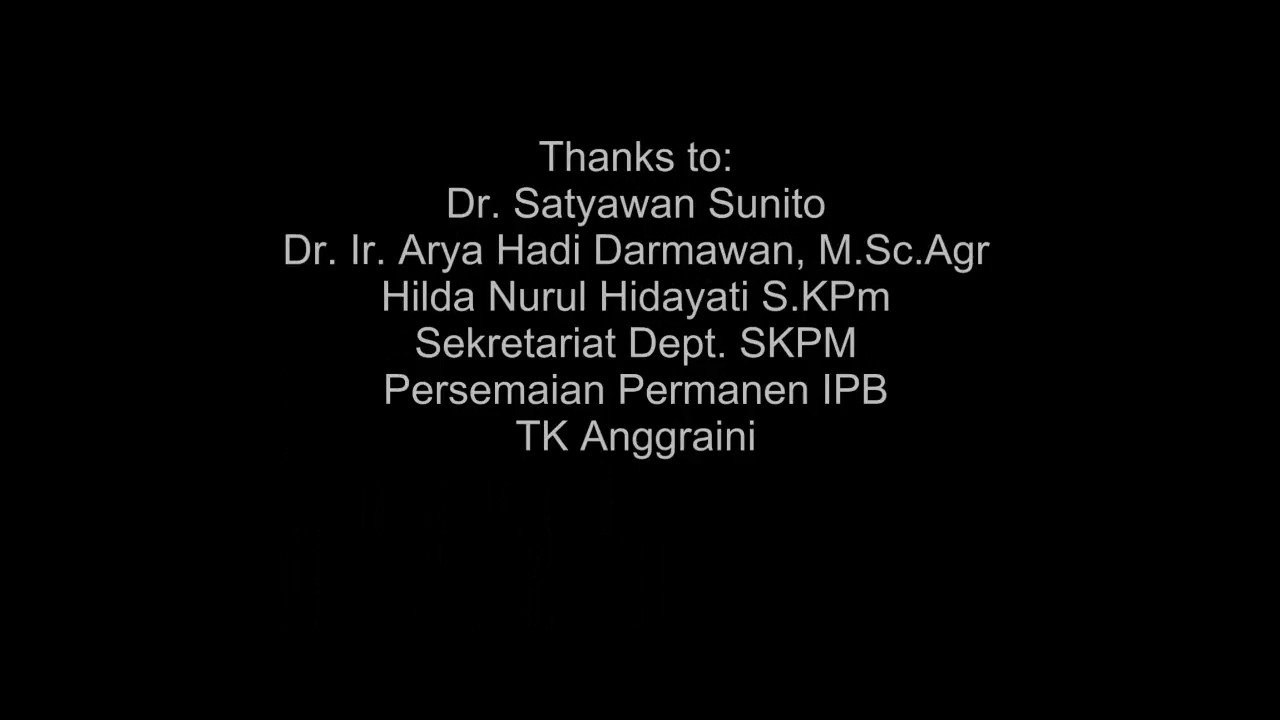 Thanks to:
Dr. Satyawan Sunito
Dr. Ir. Arya Hadi Darmawan, M.Sc.Agr
Hilda Nurul Hidayati S.KPm
Sekretariat Dept. SKPM
Persemaian Permanen IPB
TK Anggraini